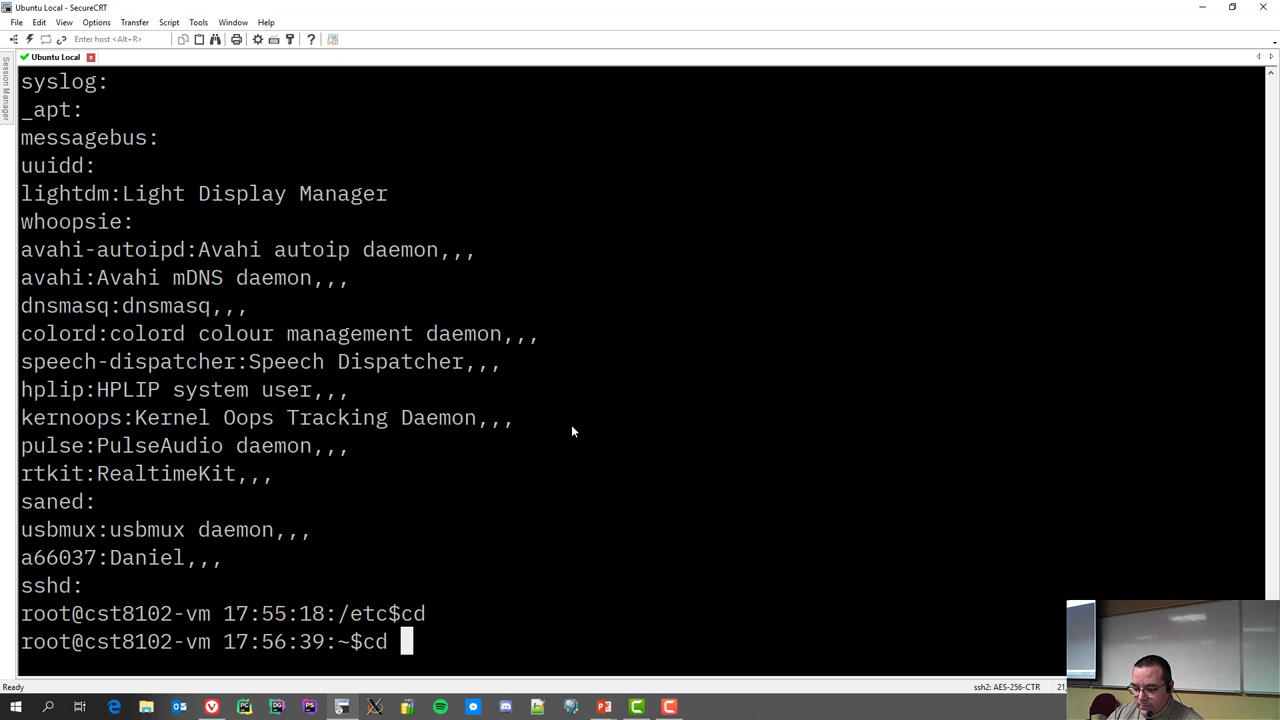 Ubuntu Local - SecureCRT
File Edit View Options Transfer Script Tools Window Help
Enter host <Alt+R>
Session Manager
Ubuntu Local
syslog:
_apt:
messagebus:
uuidd:
lightdm:Light Display Manager
whoopsie:
avahi-autoipd:Avahi autoip daemon,,,
avahi:Avahi mDNS daemon,,,
dnsmasq:dnsmasq,,,
colord:colord colour management daemon,,,
speech-dispatcher:Speech Dispatcher,,,
hplip:HPLIP system user,,,
kernoops:Kernel Oops Tracking Daemon,,,
pulse:PulseAudio daemon,,,
rtkit:RealtimeKit,,,
saned:
usbmux:usbmux daemon,,,
a66037:Daniel,,,
sshd:
root@cst8102-vm 17:55:18:/etc$cd
root@cst8102-vm 17:56:39:~$cd
Ready
ssh2: AES-256-CTR
21,